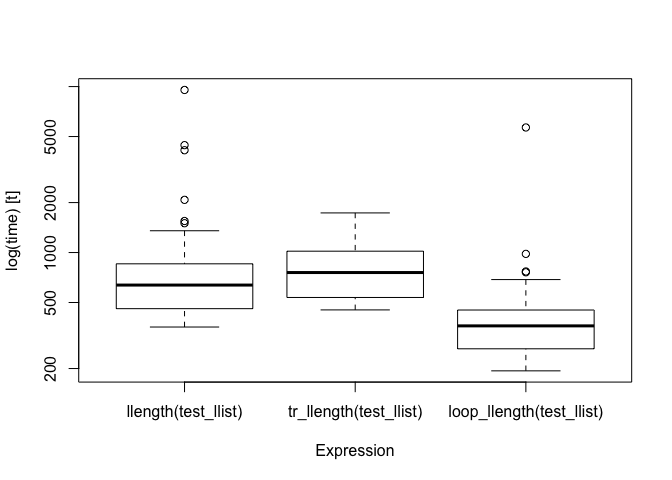 log(time) [t]
5000
2000
1000
500
200
llength(test_llist) tr_llength(test_llist) loop_llength(test_llist)
Expression